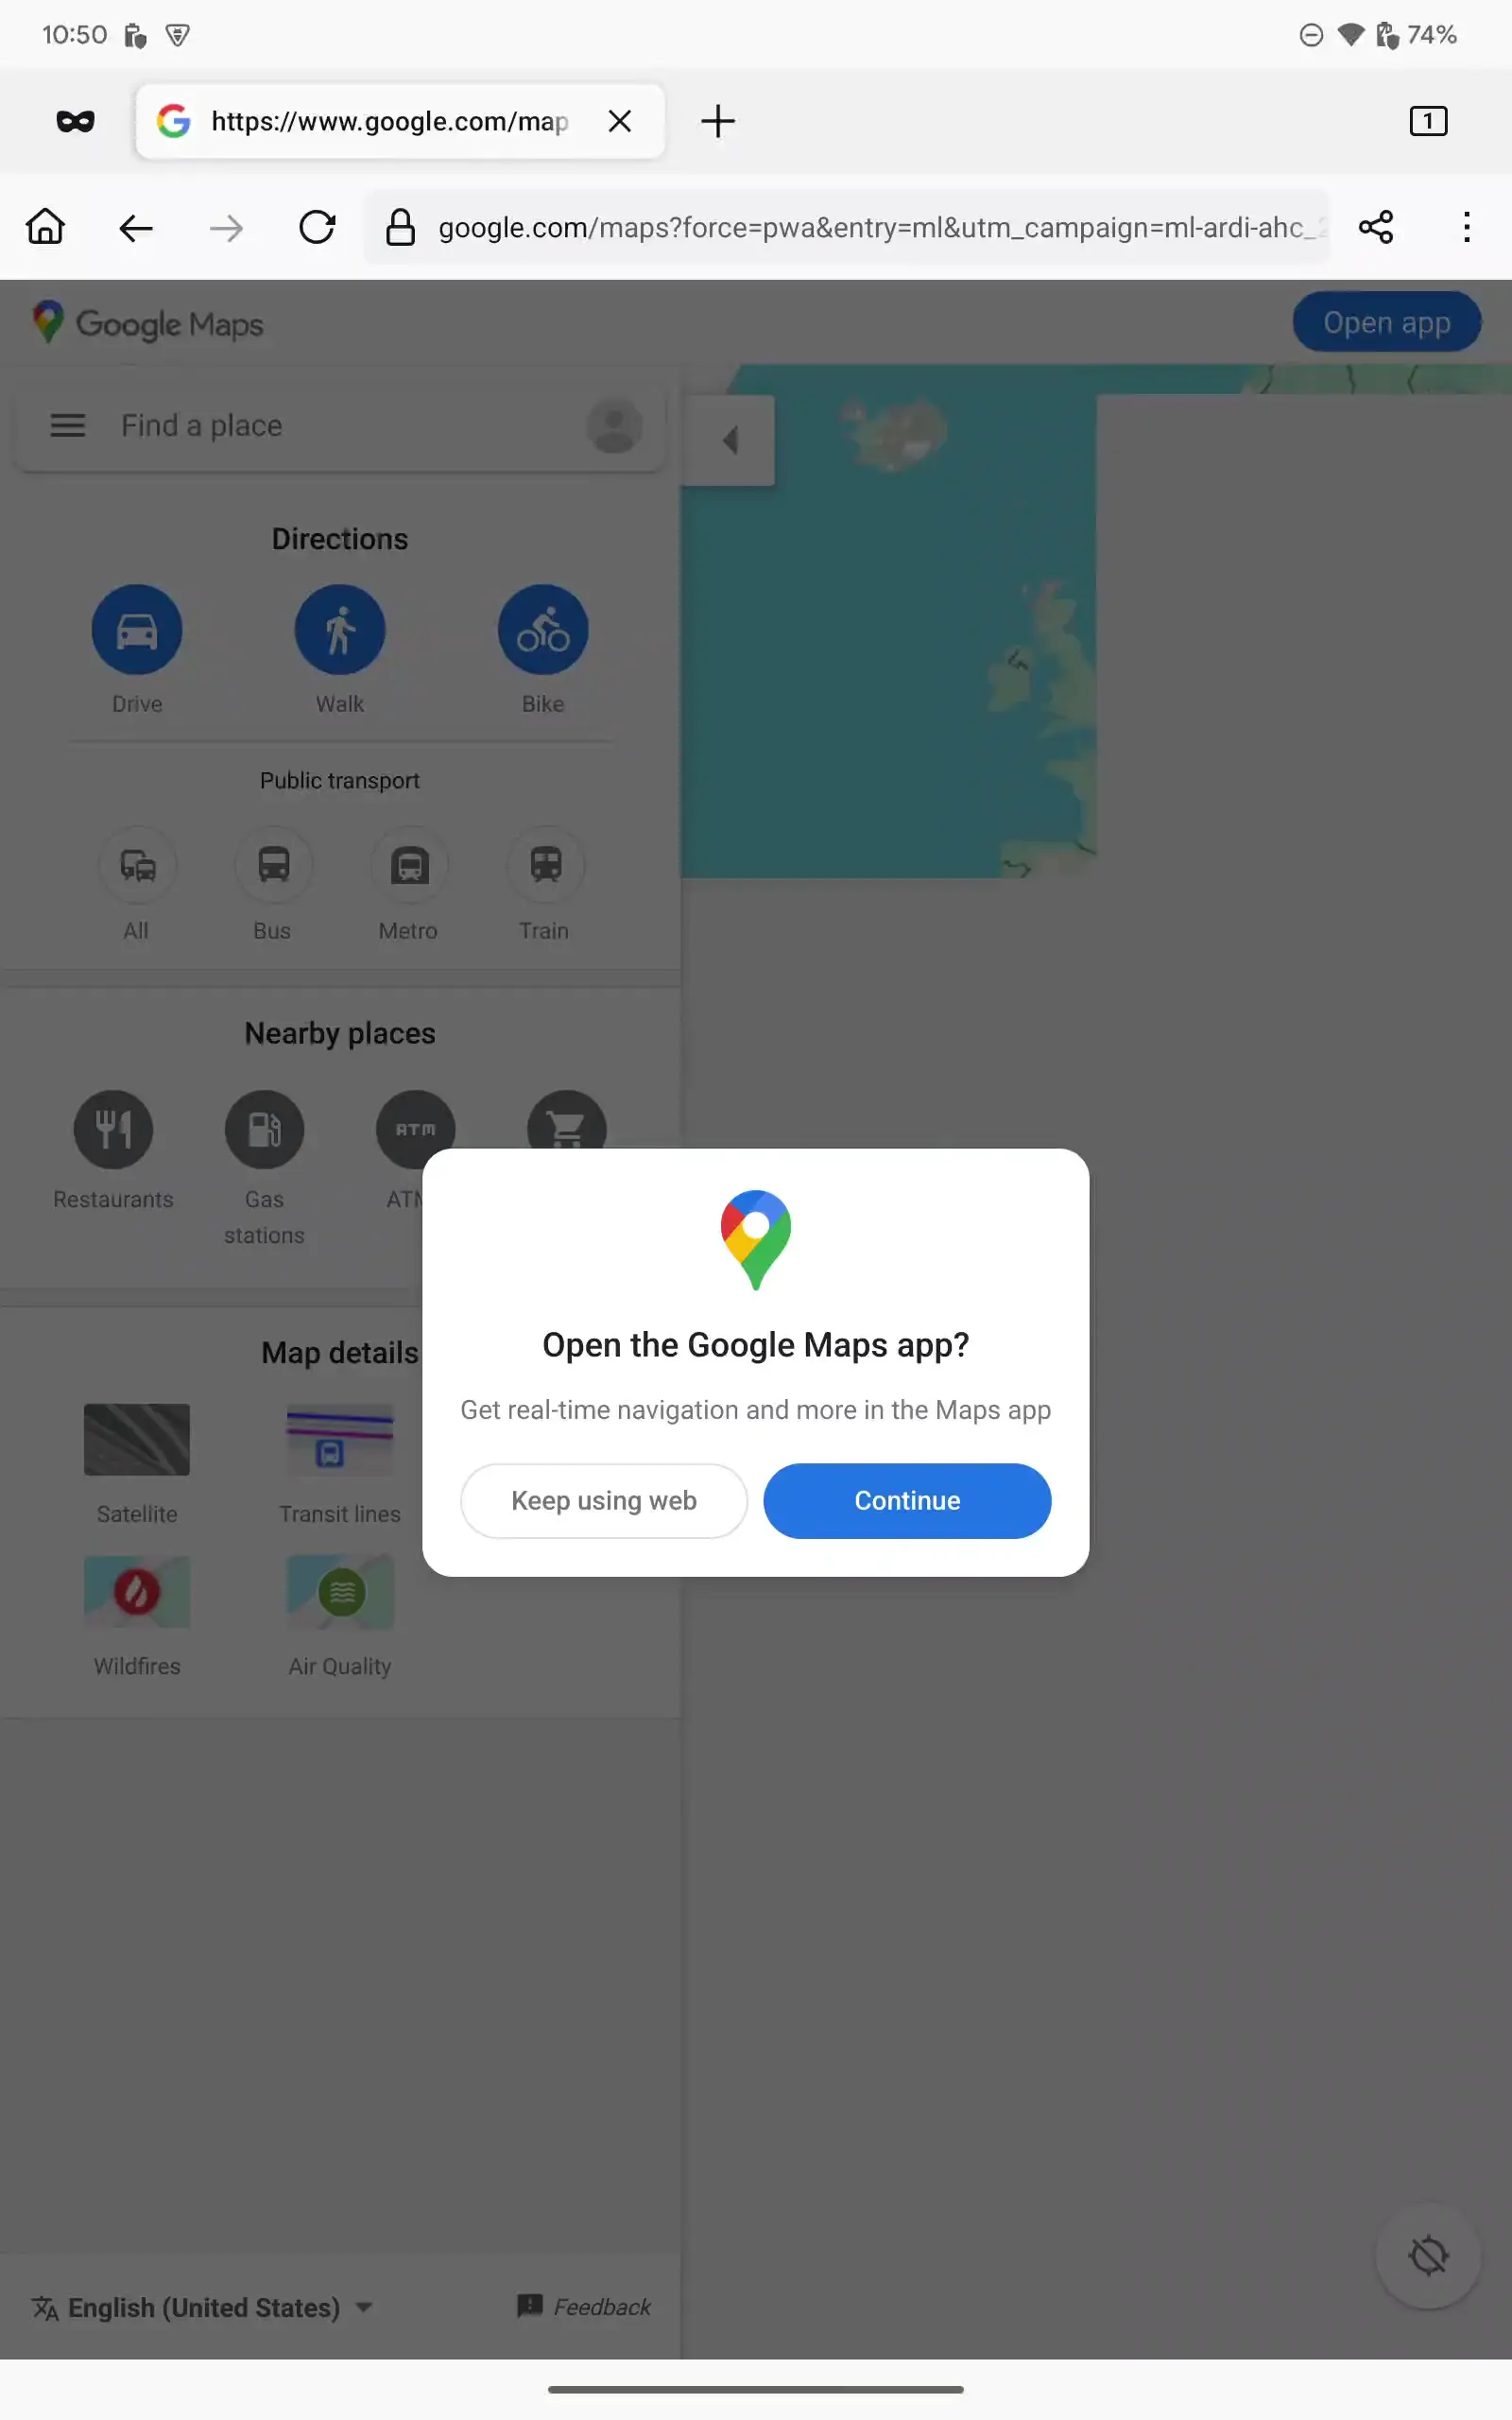 10:50
74%
https://www.google.com/map
1
google.com/maps?force=pwa&entry=ml&utm_campaign=ml-ardi-ahc_
Google Maps
Open app
Find a place
Directions
Drive
Walk
Bike
Public transport
All
Bus
Metro
Train
Nearby places
ATM
Restaurants
Gas
stations
Map details
Open the Google Maps app?
Get real-time navigation and more in the Maps app
Keep using web
Continue
Satellite
Transit lines
Wildfires
Air Quality
English (United States)
Feedback